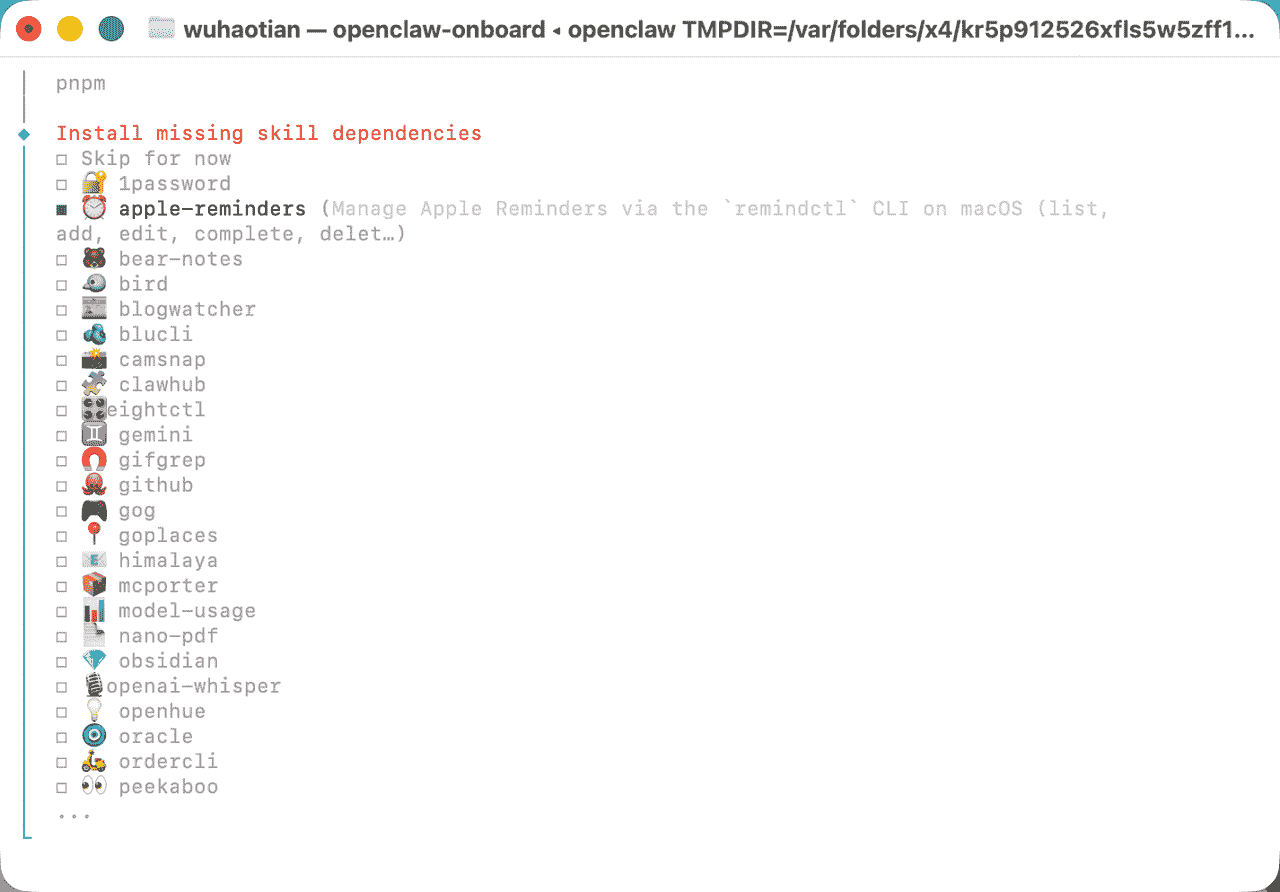 wuhaotian — openclaw-onboard ◂ openclaw TMPDIR=/var/folders/x4/kr5p912526xfls5w5zff1...
pnpm
Install missing skill dependencies
Skip for now
1password
apple-reminders (Manage Apple Reminders via the `remindctl` CLI on macOS (list,
add, edit, complete, delet…)
bear-notes
bird
blogwatcher
blucli
camsnap
clawhub
eightctl
gemini
gifgrep
github
gog
goplaces
himalaya
mcporter
model-usage
nano-pdf
obsidian
openai-whisper
openhue
oracle
ordercli
peekaboo
...